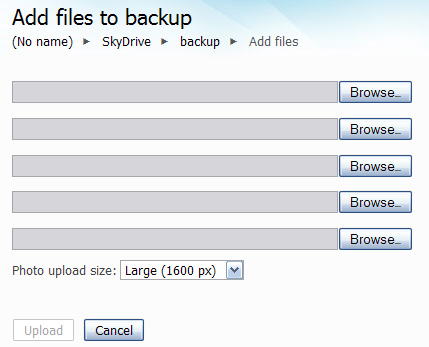 Add files to backup
(No name) ▸ SkyDrive ▸ backup ▸ Add files
Browse...
Browse...
Browse...
Browse...
Browse...
Photo upload size: Large (1600 px)
Upload Cancel